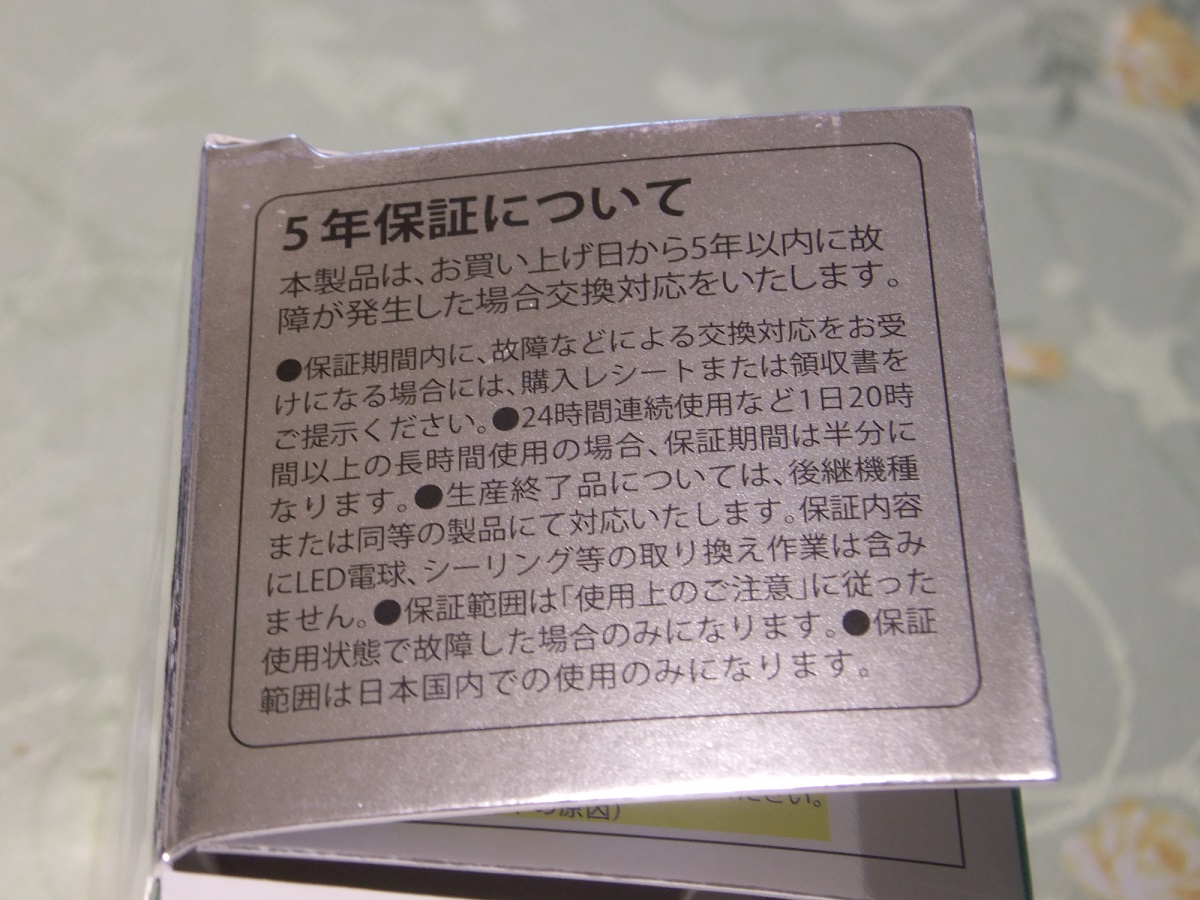 5年保証について
本製品は、お買い上げ日から5年以内に故
障が発生した場合交換対応をいたします。
●保証期間内に、故障などによる交換対応をお受
けになる場合には、購入レシートまたは領収書を
ご提示ください。●24時間連続使用など1日20時
間以上の長時間使用の場合、保証期間は半分に
なります。●生産終了品については、後継機種
または同等の製品にて対応いたします。保証内容
にLED電球、シーリング等の取り換え作業は含み
ません。●保証範囲は「使用上のご注意」に従った
使用状態で故障した場合のみになります。●保証
範囲は日本国内での使用のみになります。
ださい。
の原因)